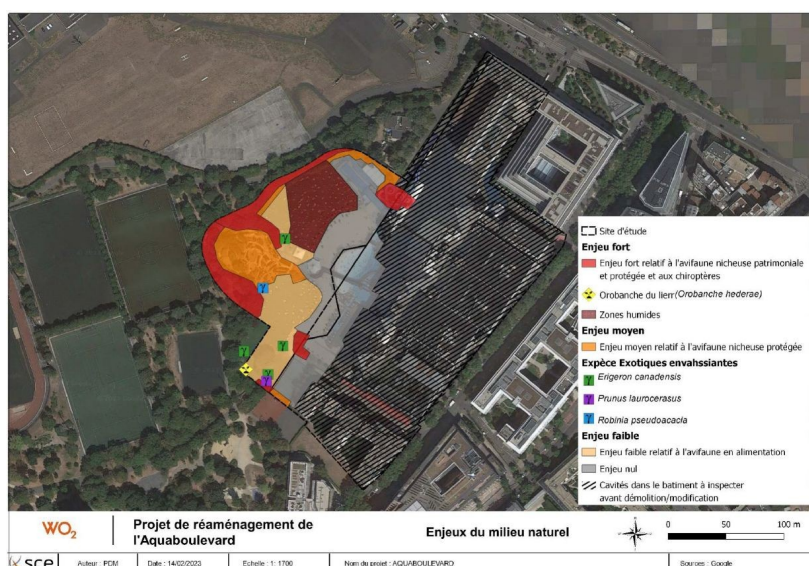 Site d'étude
Enjeu fort
Enjeu fort relatif à l'avifaune nicheuse patrimoniale
et protégée et aux chiroptères
Orobanche du lierr(Orobanche hederae)
Zones humides
Enjeu moyen
Enjeu moyen relatif à l'avifaune nicheuse protégée
Expèce Exotiques envahssiantes
Erigeron canadensis
Prunus laurocerasus
Robinia pseudoacacia
Enjeu faible
Enjeu faible relatif à l'avifaune en alimentation
Enjeu nul
Cavités dans le batiment à inspecter
avant démolition/modification
WO2
Projet de réaménagement de
l'Aquaboulevard
Enjeux du milieu naturel
0 50 100 m
sce
Auteur : PDM
Date : 14/02/2023
Echelle : 1: 1700
Nom du projet : AQUABOULEVARD
Sources : Google